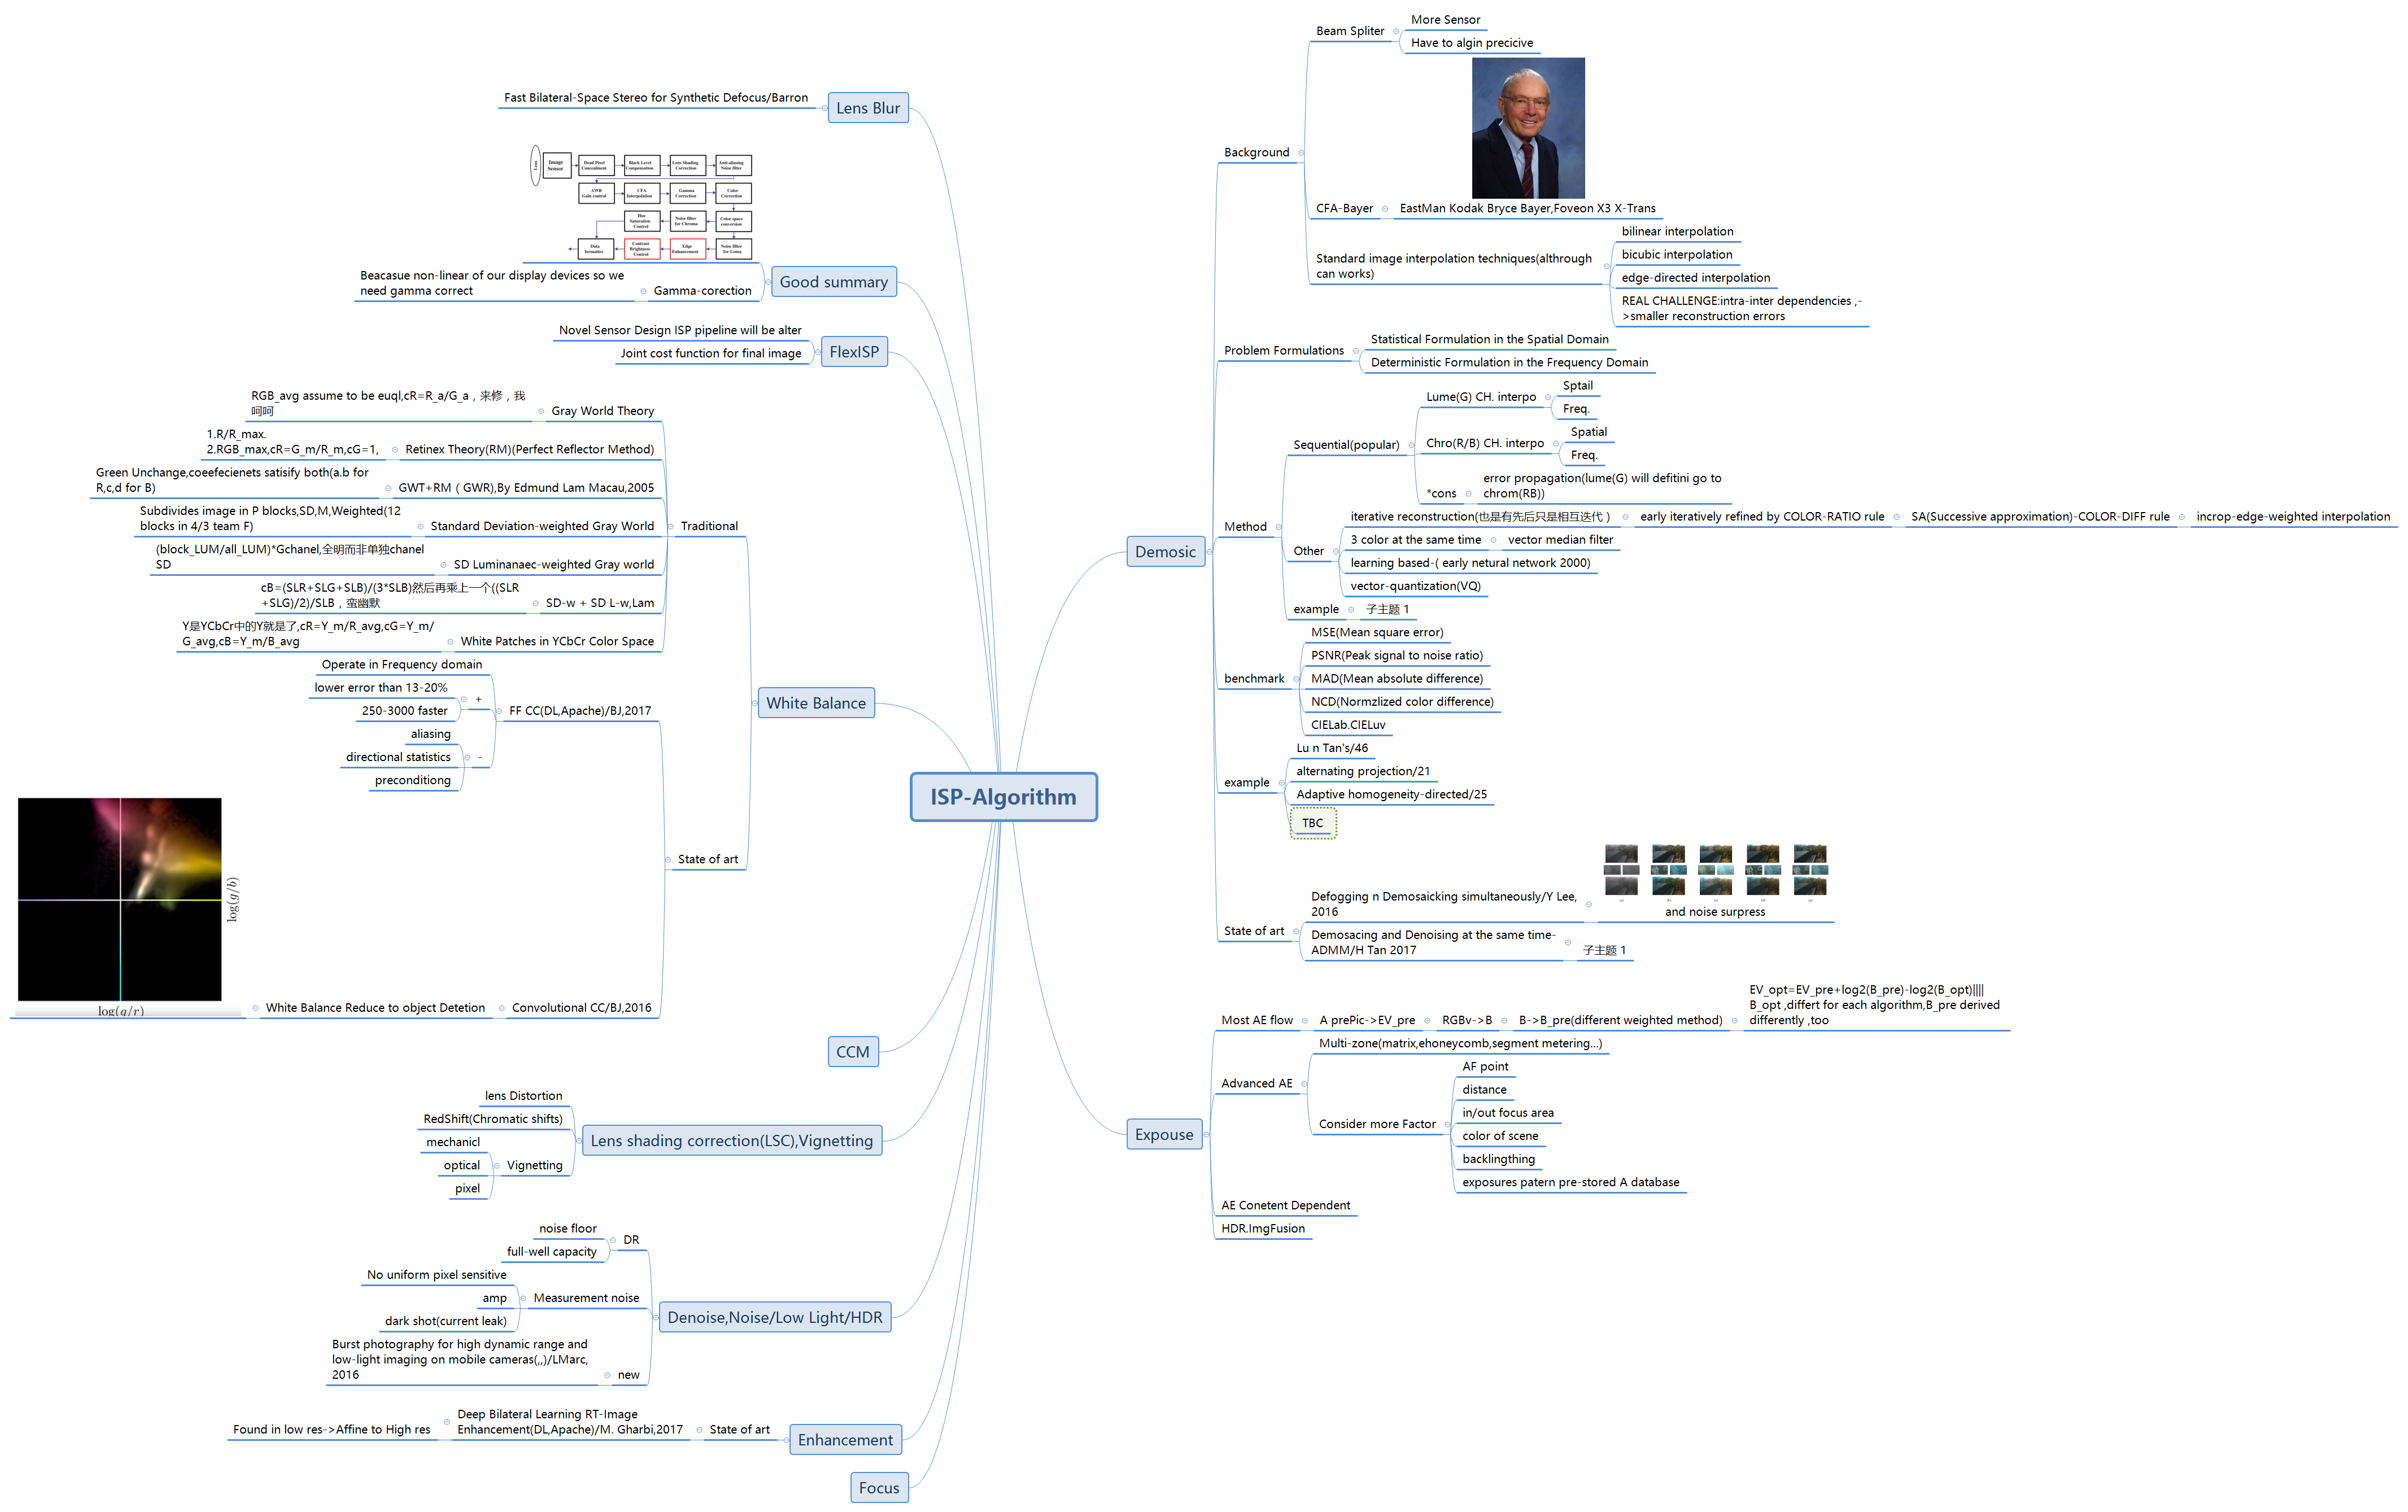 ISP-Algorithm
Lens Blur
Fast Bilateral-Space Stereo for Synthetic Defocus/Barron
Good summary
Lens
Image
Sensor
Dead Pixel
Concealment
Black Level
Compensation
Lens Shading
Correction
Anti-aliasing
Noise filter
AWB
Gain control
CFA
Interpolation
Gamma
Correction
Color
Correction
Hue
Saturation
Control
Noise filter
for Chroma
Color space
conversion
Data
formatter
Contrast
Brightness
Control
Edge
Enhancement
Noise filter
for Luma
Beacasue non-linear of our display devices so we
need gamma correct
Gamma-corection
FlexISP
Novel Sensor Design ISP pipeline will be alter
Joint cost function for final image
White Balance
Traditional
RGB_avg assume to be euql,cR=R_a/G_a，来修，我
呵呵
Gray World Theory
1.R/R_max.
2.RGB_max,cR=G_m/R_m,cG=1,
Retinex Theory(RM)(Perfect Reflector Method)
Green Unchange,coeefecienets satisify both(a.b for
R,c,d for B)
GWT+RM（GWR),By Edmund Lam Macau,2005
Subdivides image in P blocks,SD,M,Weighted(12
blocks in 4/3 team F)
Standard Deviation-weighted Gray World
(block_LUM/all_LUM)*Gchanel,全明而非单独chanel
SD
SD Luminanaec-weighted Gray world
cB=(SLR+SLG+SLB)/(3*SLB)然后再乘上一个((SLR
+SLG)/2)/SLB，蛮幽默
SD-w + SD L-w,Lam
Y是YCbCr中的Y就是了,cR=Y_m/R_avg,cG=Y_m/
G_avg,cB=Y_m/B_avg
White Patches in YCbCr Color Space
State of art
FF CC(DL,Apache)/BJ,2017
Operate in Frequency domain
+
lower error than 13-20%
250-3000 faster
-
aliasing
directional statistics
preconditiong
Convolutional CC/BJ,2016
White Balance Reduce to object Detetion
log(g/b)
log(g/r)
CCM
Lens shading correction(LSC),Vignetting
lens Distortion
RedShift(Chromatic shifts)
Vignetting
mechanicl
optical
pixel
Denoise,Noise/Low Light/HDR
DR
noise floor
full-well capacity
Measurement noise
No uniform pixel sensitive
amp
dark shot(current leak)
new
Burst photography for high dynamic range and
low-light imaging on mobile cameras(,,)/LMarc,
2016
Enhancement
State of art
Deep Bilateral Learning RT-Image
Enhancement(DL,Apache)/M. Gharbi,2017
Found in low res->Affine to High res
Focus
Demosic
Background
Beam Spliter
More Sensor
Have to algin precicive
CFA-Bayer
EastMan Kodak Bryce Bayer,Foveon X3 X-Trans
Standard image interpolation techniques(althrough
can works)
bilinear interpolation
bicubic interpolation
edge-directed interpolation
REAL CHALLENGE:intra-inter dependencies ,-
>smaller reconstruction errors
Problem Formulations
Statistical Formulation in the Spatial Domain
Deterministic Formulation in the Frequency Domain
Method
Sequential(popular)
Lume(G) CH. interpo
Sptail
Freq.
Chro(R/B) CH. interpo
Spatial
Freq.
*cons
error propagation(lume(G) will defitini go to
chrom(RB))
Other
iterative reconstruction(也是有先后只是相互迭代）
early iteratively refined by COLOR-RATIO rule
SA(Successive approximation)-COLOR-DIFF rule
incrop-edge-weighted interpolation
3 color at the same time
vector median filter
learning based-( early netural network 2000)
vector-quantization(VQ)
example
子主题 1
benchmark
MSE(Mean square error)
PSNR(Peak signal to noise ratio)
MAD(Mean absolute difference)
NCD(Normzlized color difference)
CIELab.CIELuv
example
Lu n Tan's/46
alternating projection/21
Adaptive homogeneity-directed/25
TBC
State of art
Defogging n Demosaicking simultaneously/Y Lee,
2016
and noise surpress
Demosacing and Denoising at the same time-
ADMM/H Tan 2017
子主题 1
Expouse
Most AE flow
A prePic->EV_pre
RGBv->B
B->B_pre(different weighted method)
EV_opt=EV_pre+log2(B_pre)-log2(B_opt)||||
B_opt ,differt for each algorithm,B_pre derived
differently ,too
Advanced AE
Multi-zone(matrix,ehoneycomb,segment metering...)
Consider more Factor
AF point
distance
in/out focus area
color of scene
backlingthing
exposures patern pre-stored A database
AE Conetent Dependent
HDR.ImgFusion